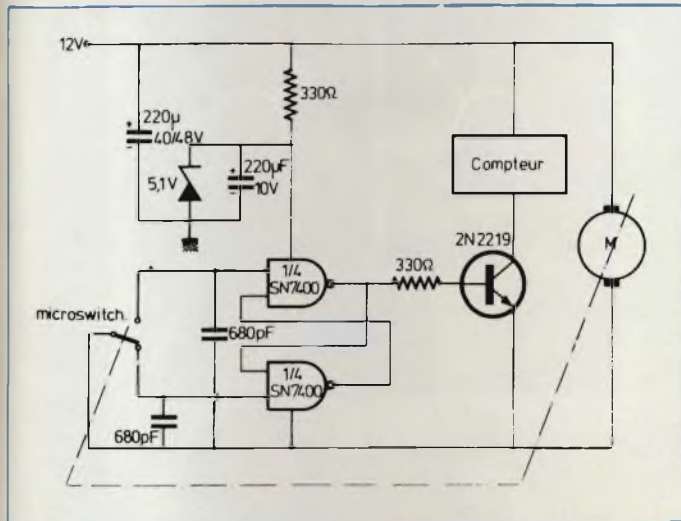 12V
330Ω
220µ
40/48V
5,1V
220µF
10V
Compteur
2N2219
M
1/4
SN7400
330Ω
microswitch
680pF
1/4
SN7400
680pF